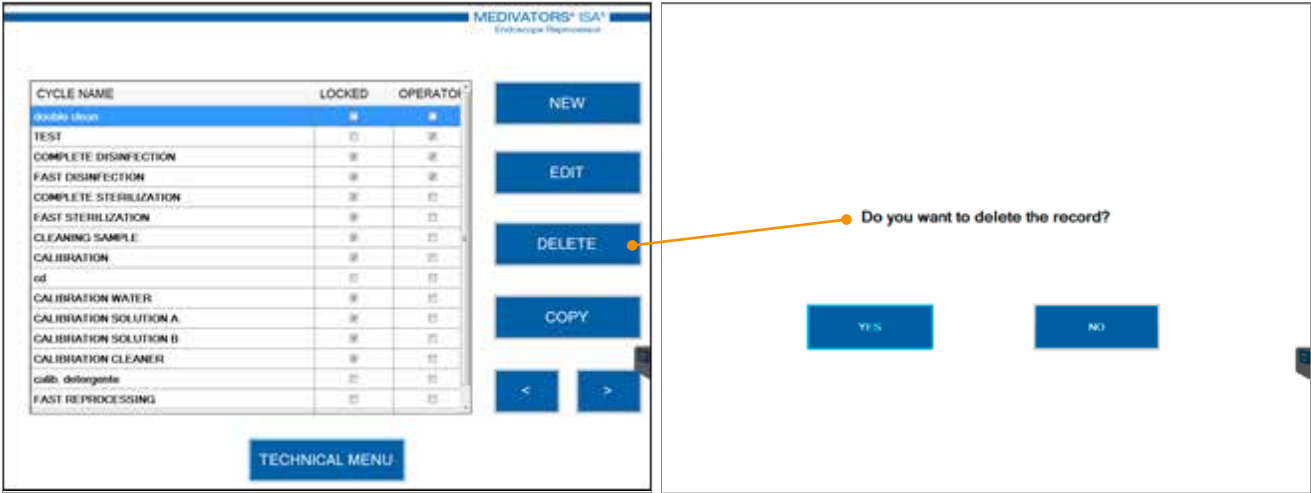 MEDIVATORS® ISA®
Endoscope Reprocessor
CYCLE NAME LOCKED OPERATOR
double clean
TEST
COMPLETE DISINFECTION
FAST DISINFECTION
COMPLETE STERILIZATION
FAST STERILIZATION
CLEANING SAMPLE
CALIBRATION
cd
CALIBRATION WATER
CALIBRATION SOLUTION A
CALIBRATION SOLUTION B
CALIBRATION CLEANER
calib. detergente
FAST REPROCESSING
NEW
EDIT
DELETE
COPY
< >
TECHNICAL MENU
Do you want to delete the record?
YES NO